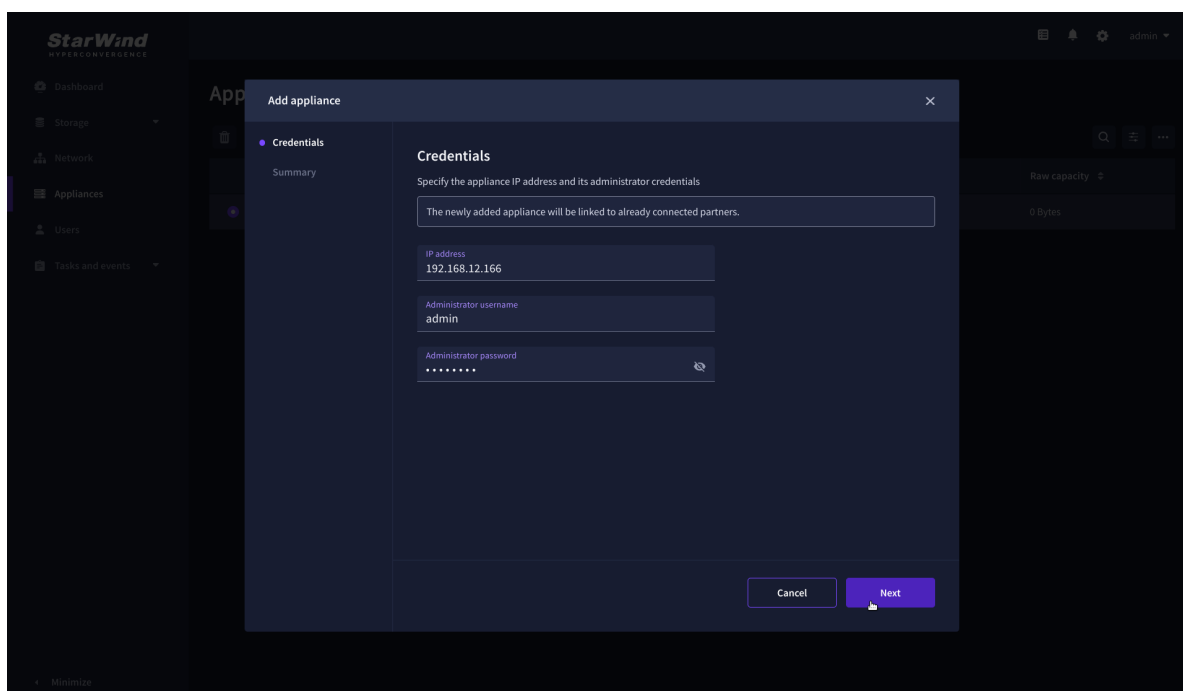 StarWind
HYPERCONVERGENCE
admin
Dashboard
Storage
Network
Appliances
Users
Tasks and events
Minimize
App
Raw capacity
0 Bytes
Add appliance
Credentials
Summary
Credentials
Specify the appliance IP address and its administrator credentials
The newly added appliance will be linked to already connected partners.
IP address
192.168.12.166
Administrator username
admin
Administrator password
••••••••
Cancel
Next